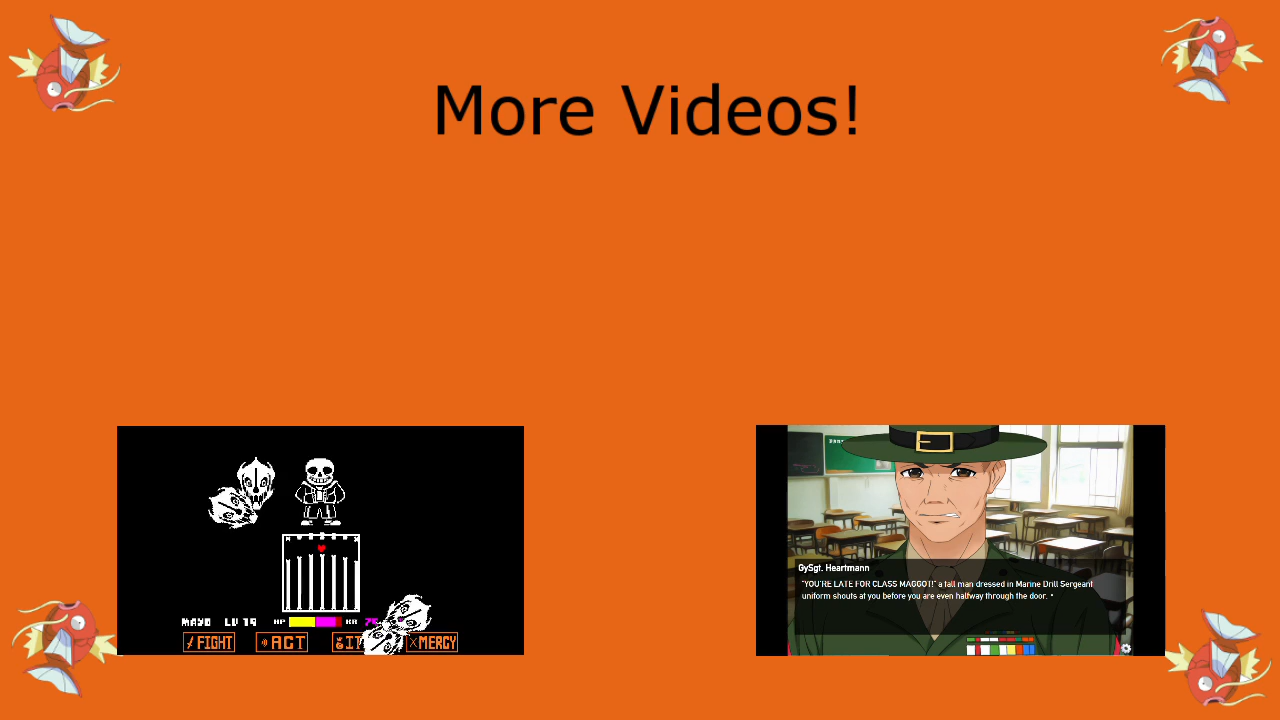 More Videos!
MAYO LV 19 HP KR
FIGHT ACT IT MERCY
GySgt. Heartmann
"YOU'RE LATE FOR CLASS MAGGOT!" a tall man dressed in Marine Drill Sergeant
uniform shouts at you before you are even halfway through the door.